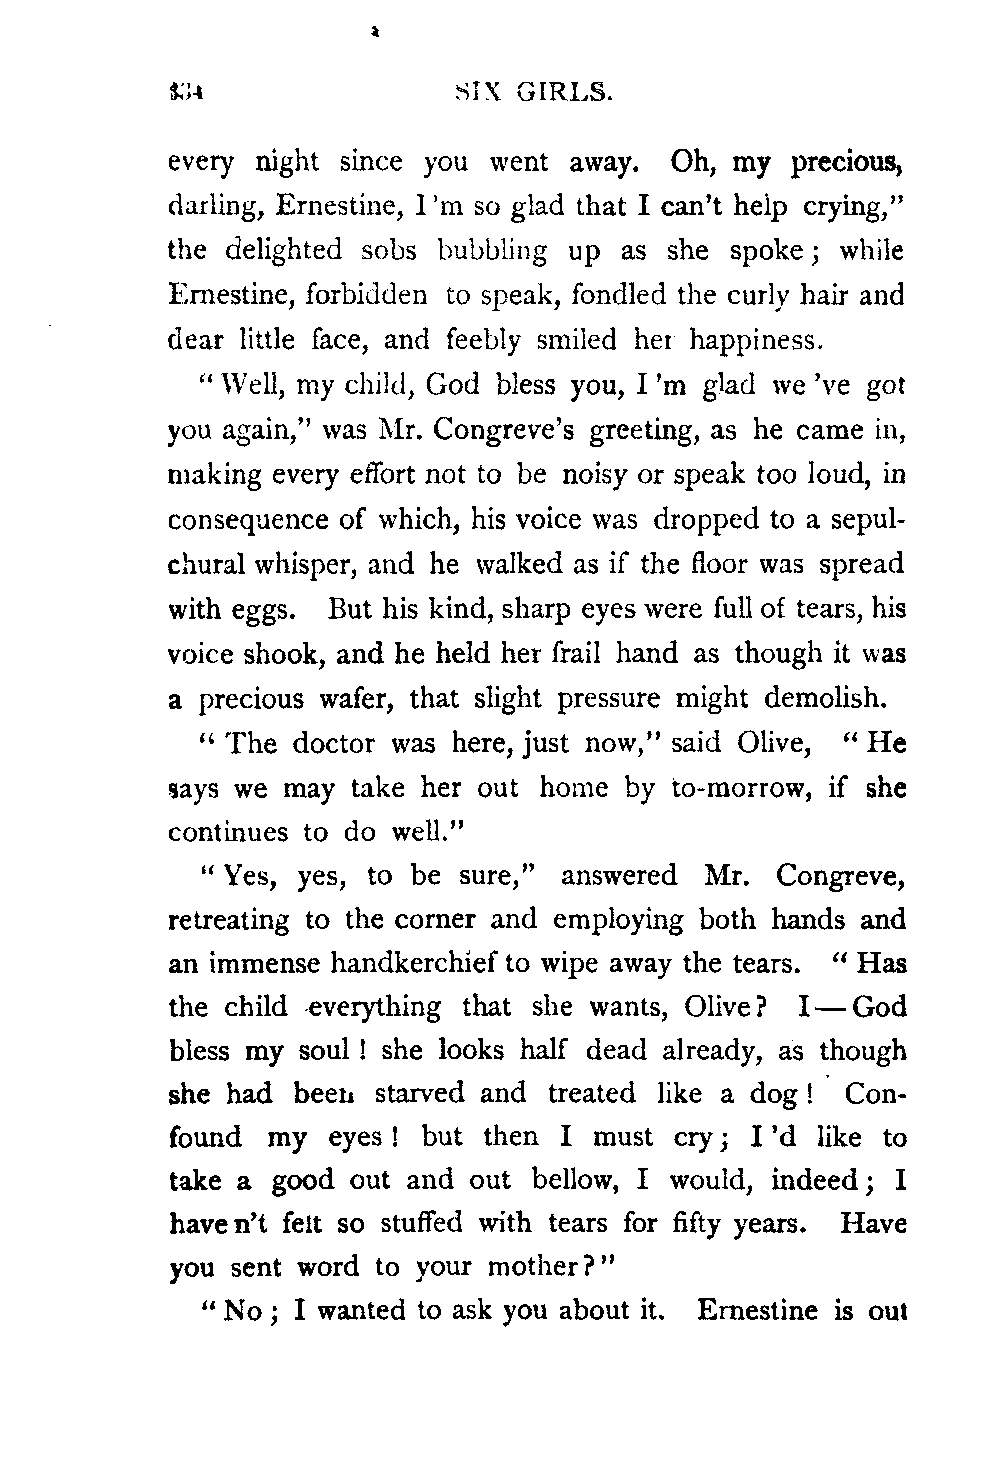 SIX GIRLS.
every night since you went away. Oh, my precious,
darling, Ernestine, I'm so glad that I can't help crying,"
the delighted sobs bubbling up as she spoke; while
Ernestine, forbidden to speak, fondled the curly hair and
dear little face, and feebly smiled her happiness.
"Well, my child, God bless you, I'm glad we've got
you again," was Mr. Congreve's greeting, as he came in,
making every effort not to be noisy or speak too loud, in
consequence of which, his voice was dropped to a sepul-
chural whisper, and he walked as if the floor was spread
with eggs. But his kind, sharp eyes were full of tears, his
voice shook, and he held her frail hand as though it was
a precious wafer, that slight pressure might demolish.
"The doctor was here, just now," said Olive, "He
says we may take her out home by to-morrow, if she
continues to do well."
"Yes, yes, to be sure," answered Mr. Congreve,
retreating to the corner and employing both hands and
an immense handkerchief to wipe away the tears. "Has
the child everything that she wants, Olive? I—God
bless my soul! she looks half dead already, as though
she had been starved and treated like a dog! Con-
found my eyes! but then I must cry; I'd like to
take a good out and out bellow, I would, indeed; I
haven't felt so stuffed with tears for fifty years. Have
you sent word to your mother?"
"No; I wanted to ask you about it. Ernestine is out